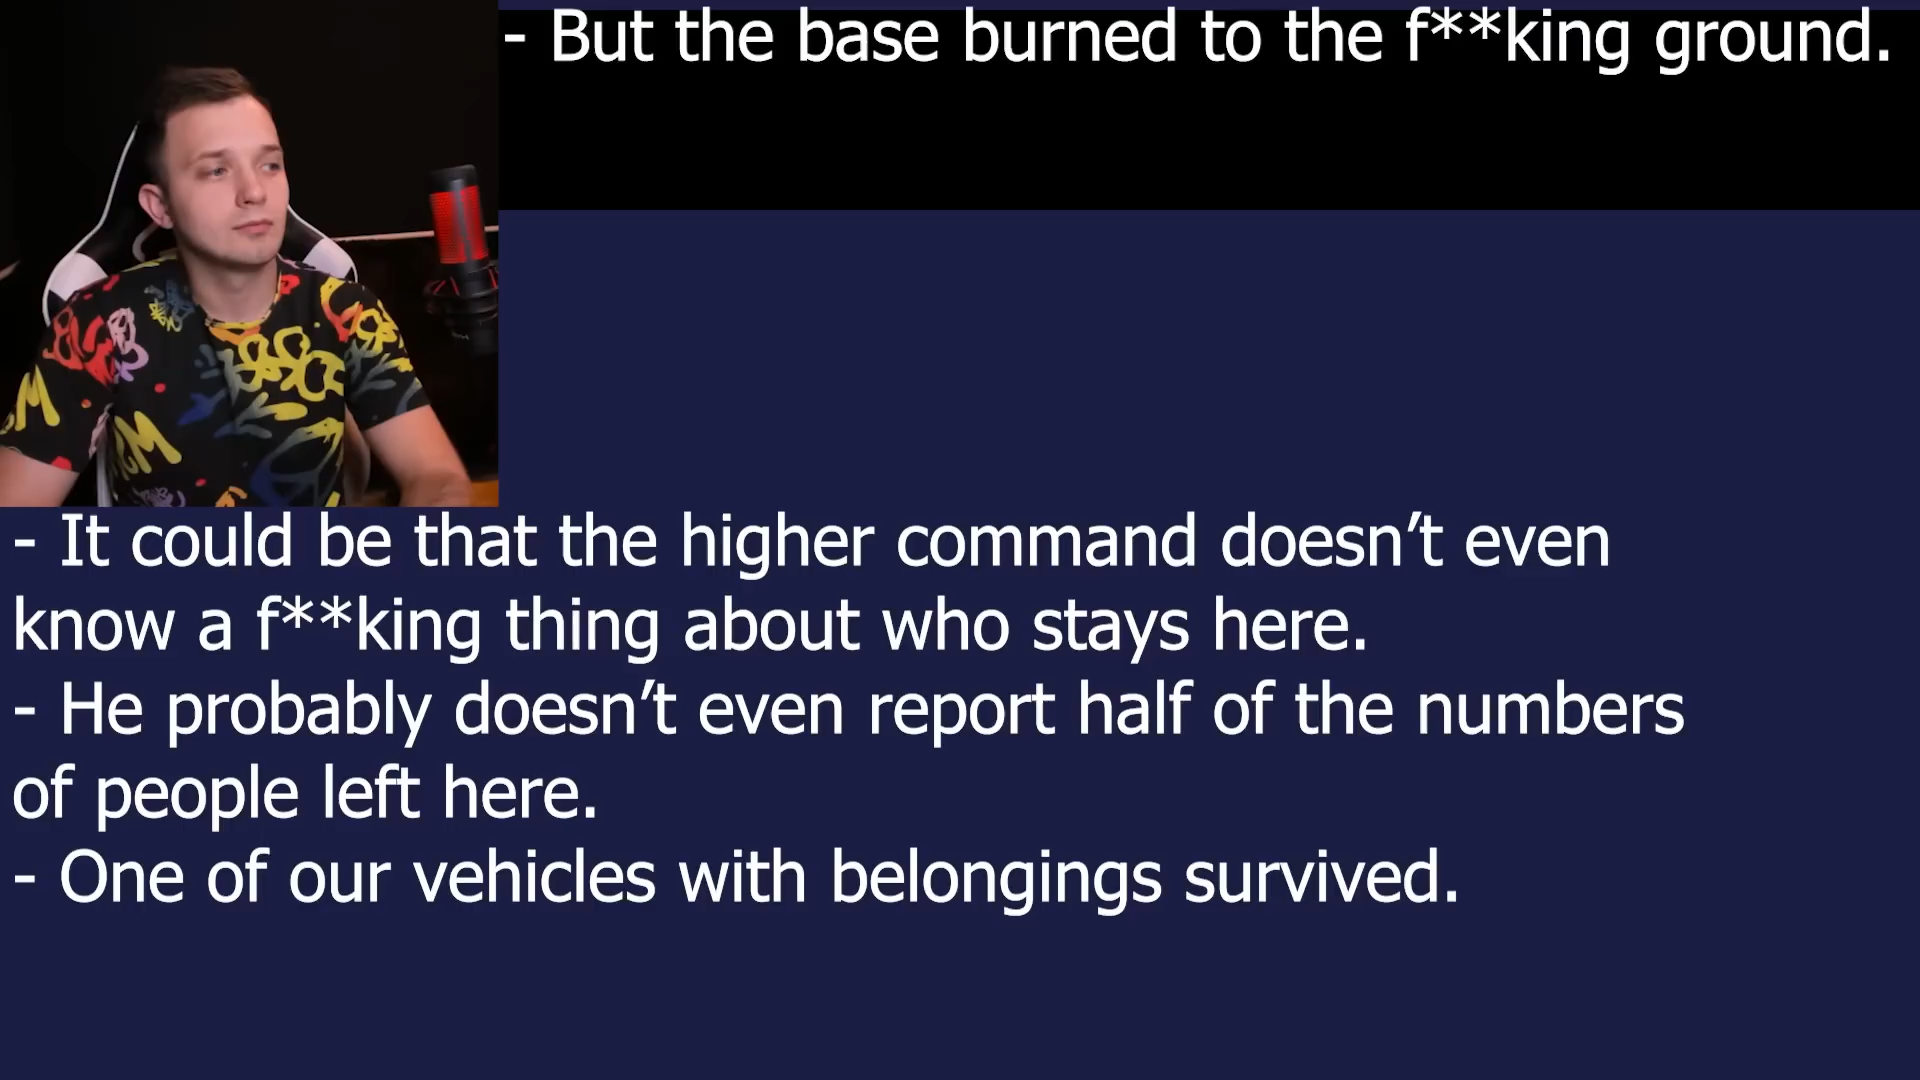 - But the base burned to the f**king ground.
- It could be that the higher command doesn’t even
know a f**king thing about who stays here.
- He probably doesn’t even report half of the numbers
of people left here.
- One of our vehicles with belongings survived.